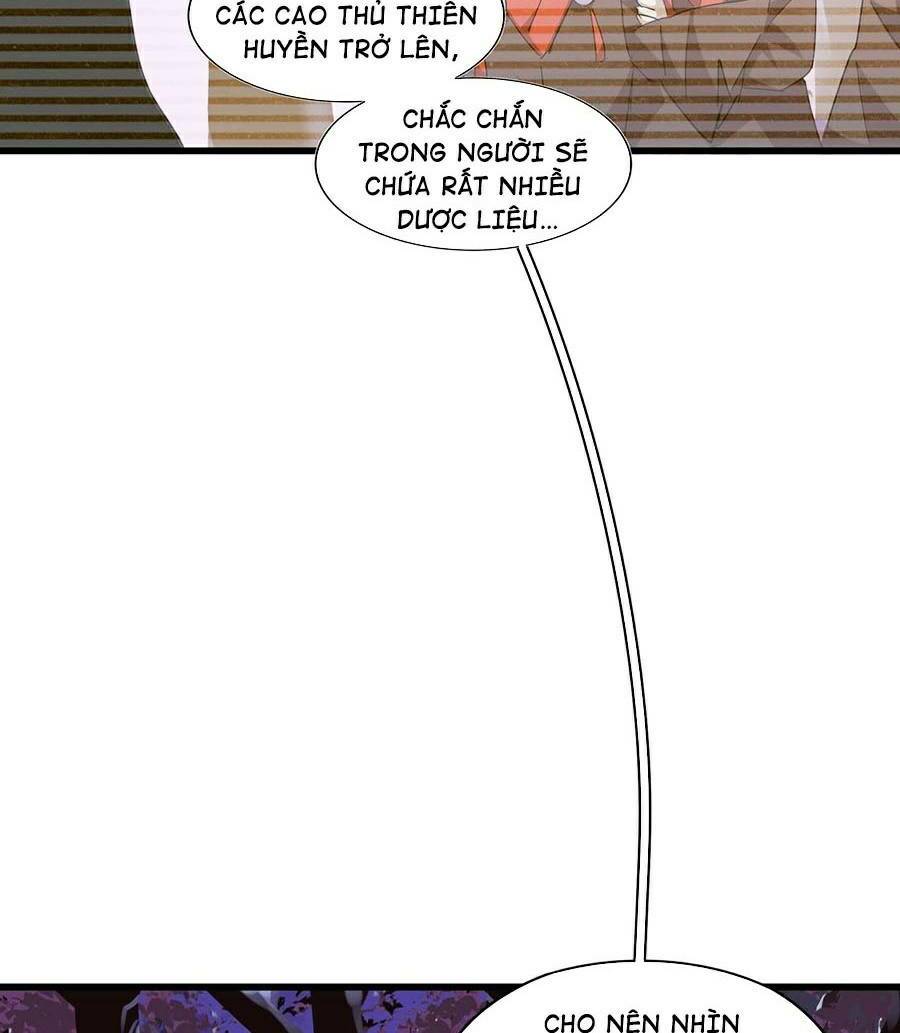 CÁC CAO THỦ THIÊN
HUYỀN TRỞ LÊN,
CHẮC CHẮN
TRONG NGƯỜI SẼ
CHỨA RẤT NHIỀU
DƯỢC LIỆU...
CHO NÊN NHÌN